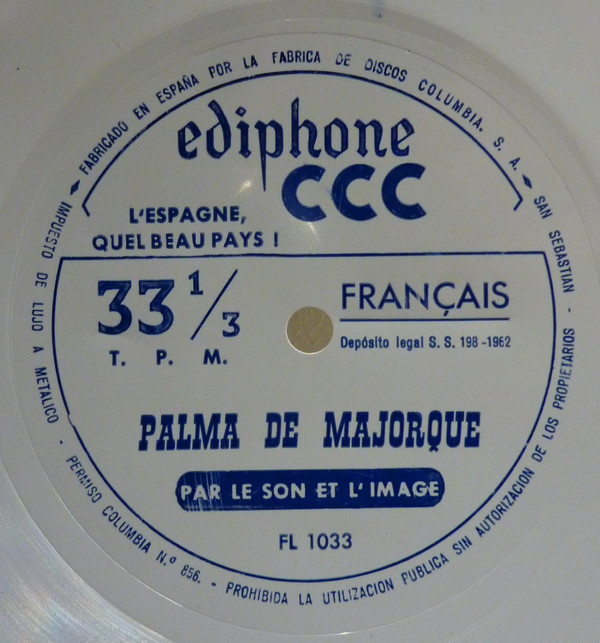 FABRICADO EN ESPAÑA POR LA FABRICA DE DISCOS COLUMBIA. S. A. - SAN SEBASTIAN - 
ediphone
CCC
L'ESPAGNE,
QUEL BEAU PAYS !
33 1/3
T. P. M.
FRANÇAIS
Depósito legal S. S. 198 - 1962
PALMA DE MAJORQUE
PAR LE SON ET L'IMAGE
FL 1033
IMPUESTO DE LUJO A METALICO - PERMISO COLUMBIA N.º 856. - PROHIBIDA LA UTILIZACION PUBLICA SIN AUTORIZACION DE LOS PROPIETARIOS -